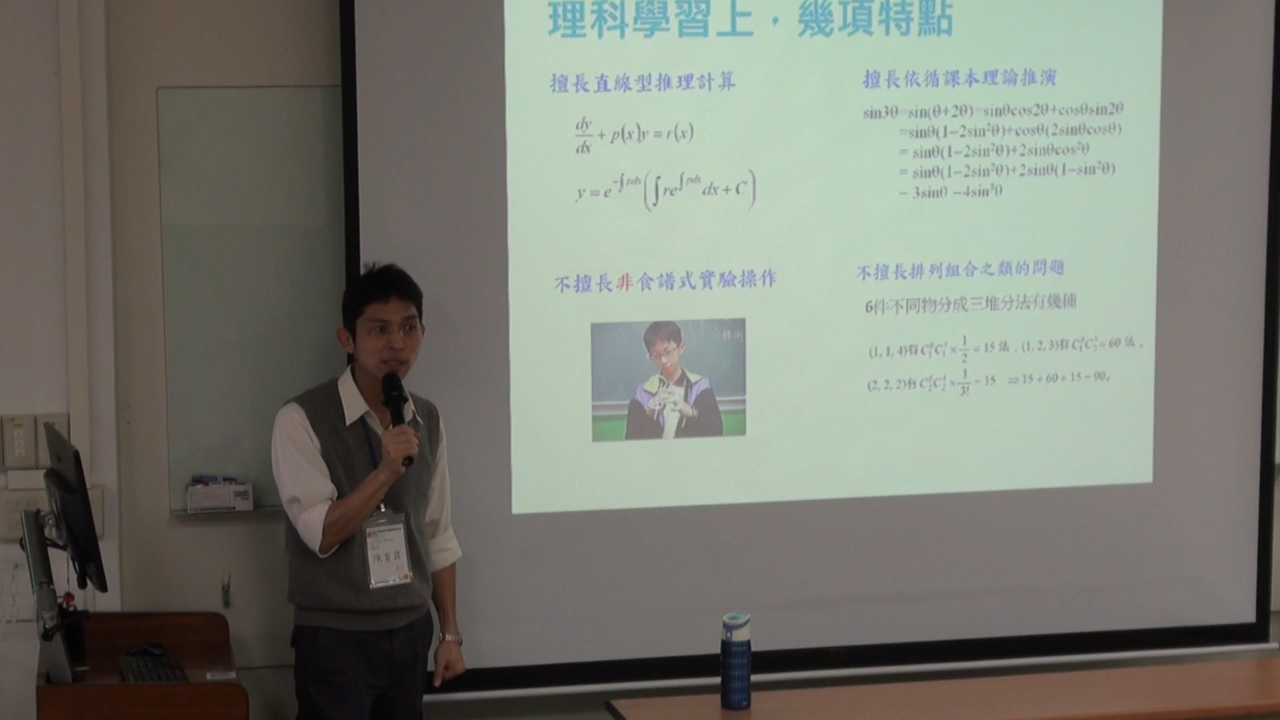 理科學習上，幾項特點
擅長直線型推理計算
dy/dx + p(x)y = r(x)
y = e^{-∫pdx}(∫re^{∫pdx}dx + C)
不擅長非食譜式實驗操作
擅長依循課本理論推演
sin3θ=sin(θ+2θ)=sinθcos2θ+cosθsin2θ
=sinθ(1−2sin²θ)+cosθ(2sinθcosθ)
= sinθ(1−2sin²θ)+2sinθcos²θ
= sinθ(1−2sin²θ)+2sinθ(1−sin²θ)
= 3sinθ −4sin³θ
不擅長排列組合之類的問題
6件不同物分成三堆分法有幾種
(1, 1, 4)有 C⁶₁C⁵₁×1/2 = 15 法，(1, 2, 3)有 C⁶₁C⁵₂= 60 法，
(2, 2, 2)有 C⁶₂C⁴₂×1/3! = 15 ⇒15 + 60 + 15 = 90。